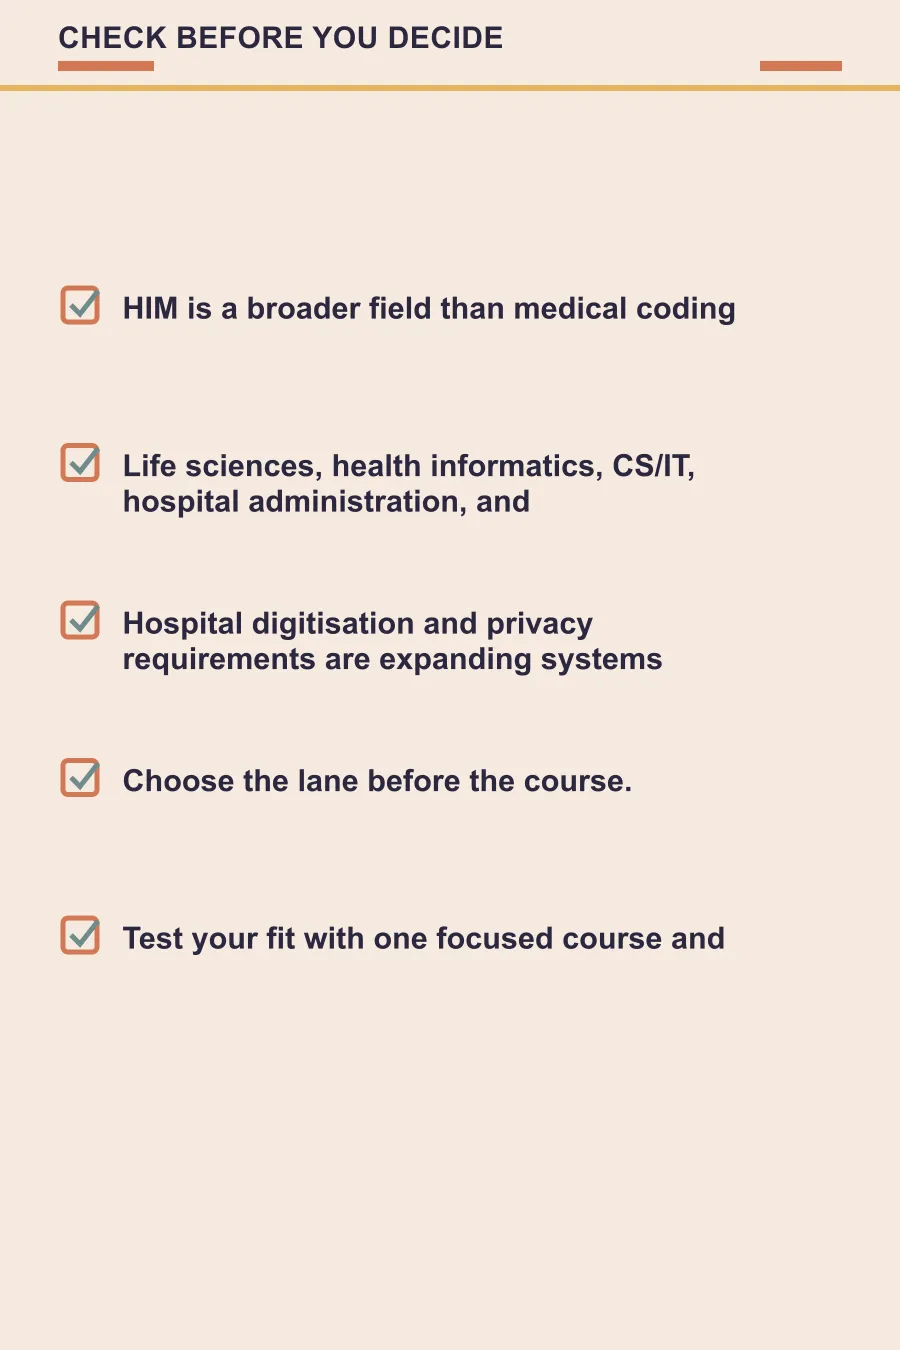 CHECK BEFORE YOU DECIDE
HIM is a broader field than medical coding
Life sciences, health informatics, CS/IT,
hospital administration, and
Hospital digitisation and privacy
requirements are expanding systems
Choose the lane before the course.
Test your fit with one focused course and